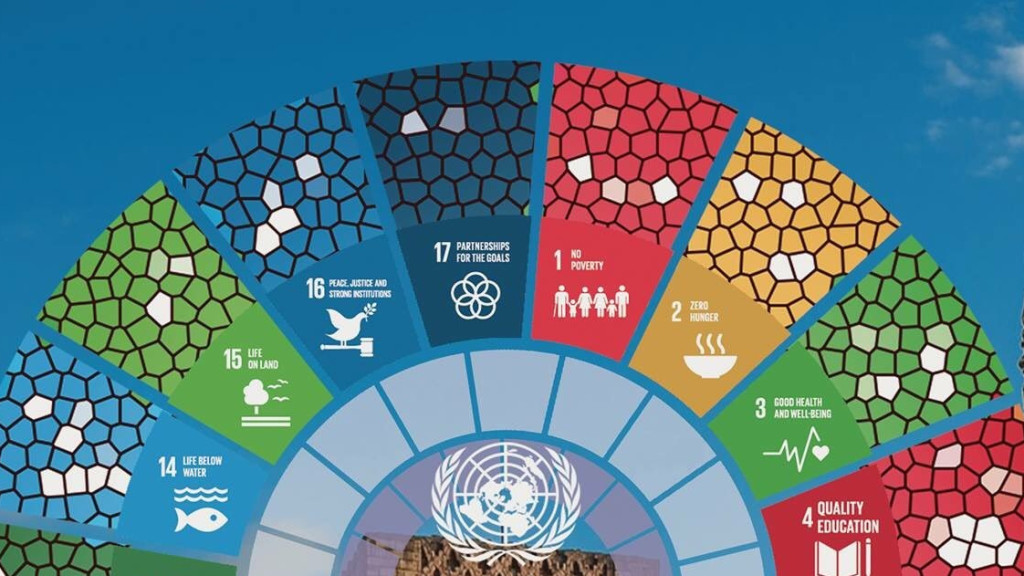 17
PARTNERSHIPS
FOR THE GOALS
1
NO
POVERTY
16
PEACE, JUSTICE AND
STRONG INSTITUTIONS
2
ZERO
HUNGER
15
LIFE
ON LAND
3
GOOD HEALTH
AND WELL-BEING
14
LIFE BELOW
WATER
4
QUALITY
EDUCATION